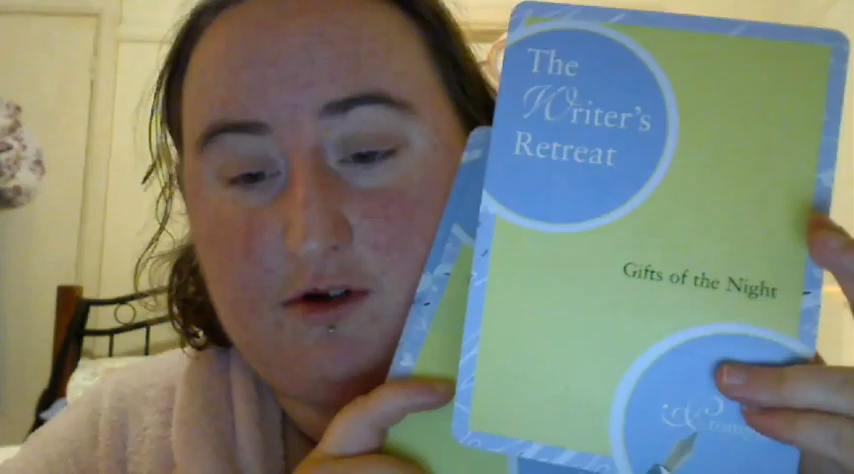 The
Writer's
Retreat
Gifts of the Night